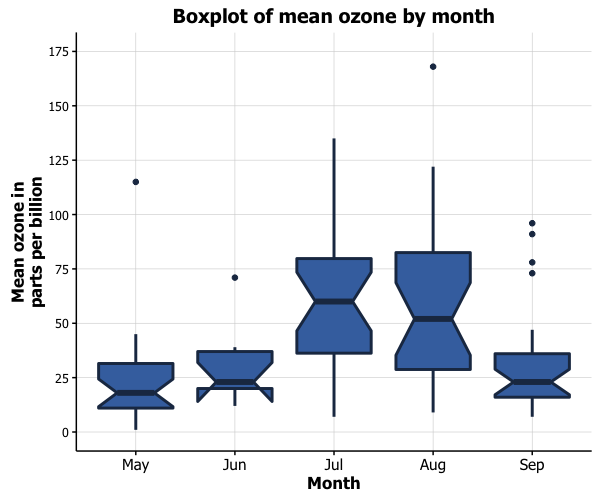 Boxplot of mean ozone by month
175
150
125
100
75
50
25
0
Mean ozone in
parts per billion
May Jun Jul Aug Sep
Month